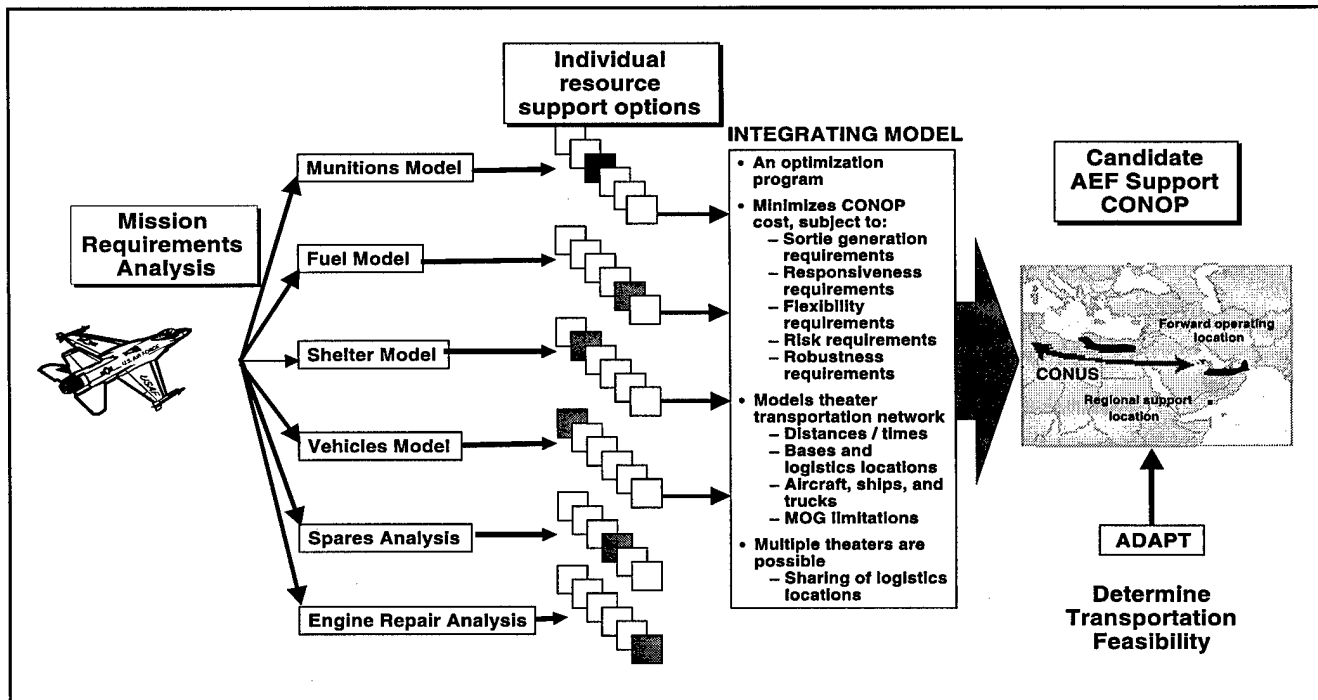 Individual
resource
support options
Mission
Requirements
Analysis
Munitions Model
Fuel Model
Shelter Model
Vehicles Model
Spares Analysis
Engine Repair Analysis
U.S. AIR FORCE
USAF
INTEGRATING MODEL
• An optimization
program
• Minimizes CONOP
cost, subject to:
– Sortie generation
requirements
– Responsiveness
requirements
– Flexibility
requirements
– Risk requirements
– Robustness
requirements
• Models theater
transportation network
– Distances / times
– Bases and
logistics locations
– Aircraft, ships, and
trucks
– MOG limitations
• Multiple theaters are
possible
– Sharing of logistics
locations
Candidate
AEF Support
CONOP
Forward operating
location
CONUS
Regional support
location
ADAPT
Determine
Transportation
Feasibility